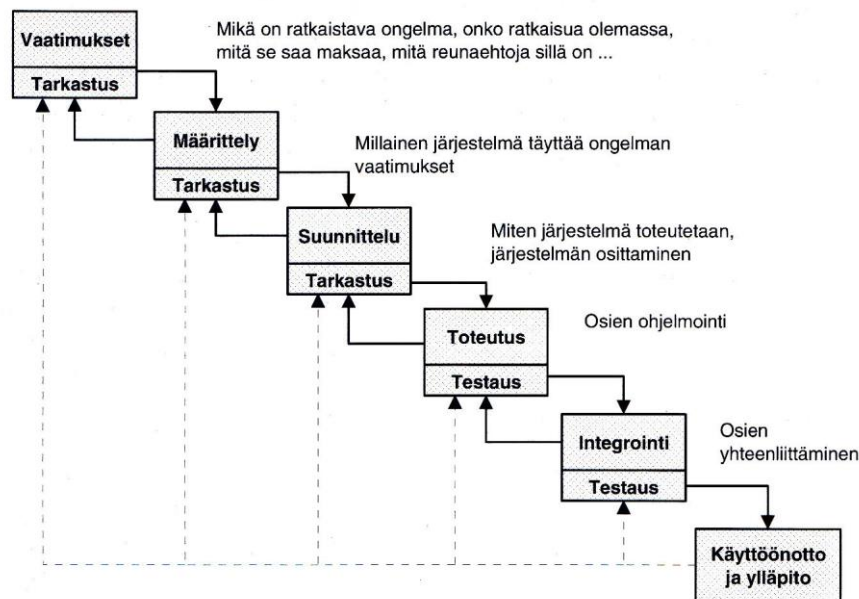 Vaatimukset
Tarkastus
Mikä on ratkaistava ongelma, onko ratkaisua olemassa,
mitä se saa maksaa, mitä reunaehtoja sillä on ...
Määrittely
Tarkastus
Millainen järjestelmä täyttää ongelman
vaatimukset
Suunnittelu
Tarkastus
Miten järjestelmä toteutetaan,
järjestelmän osittaminen
Toteutus
Testaus
Osien ohjelmointi
Integrointi
Testaus
Osien
yhteenliittäminen
Käyttöönotto
ja ylläpito